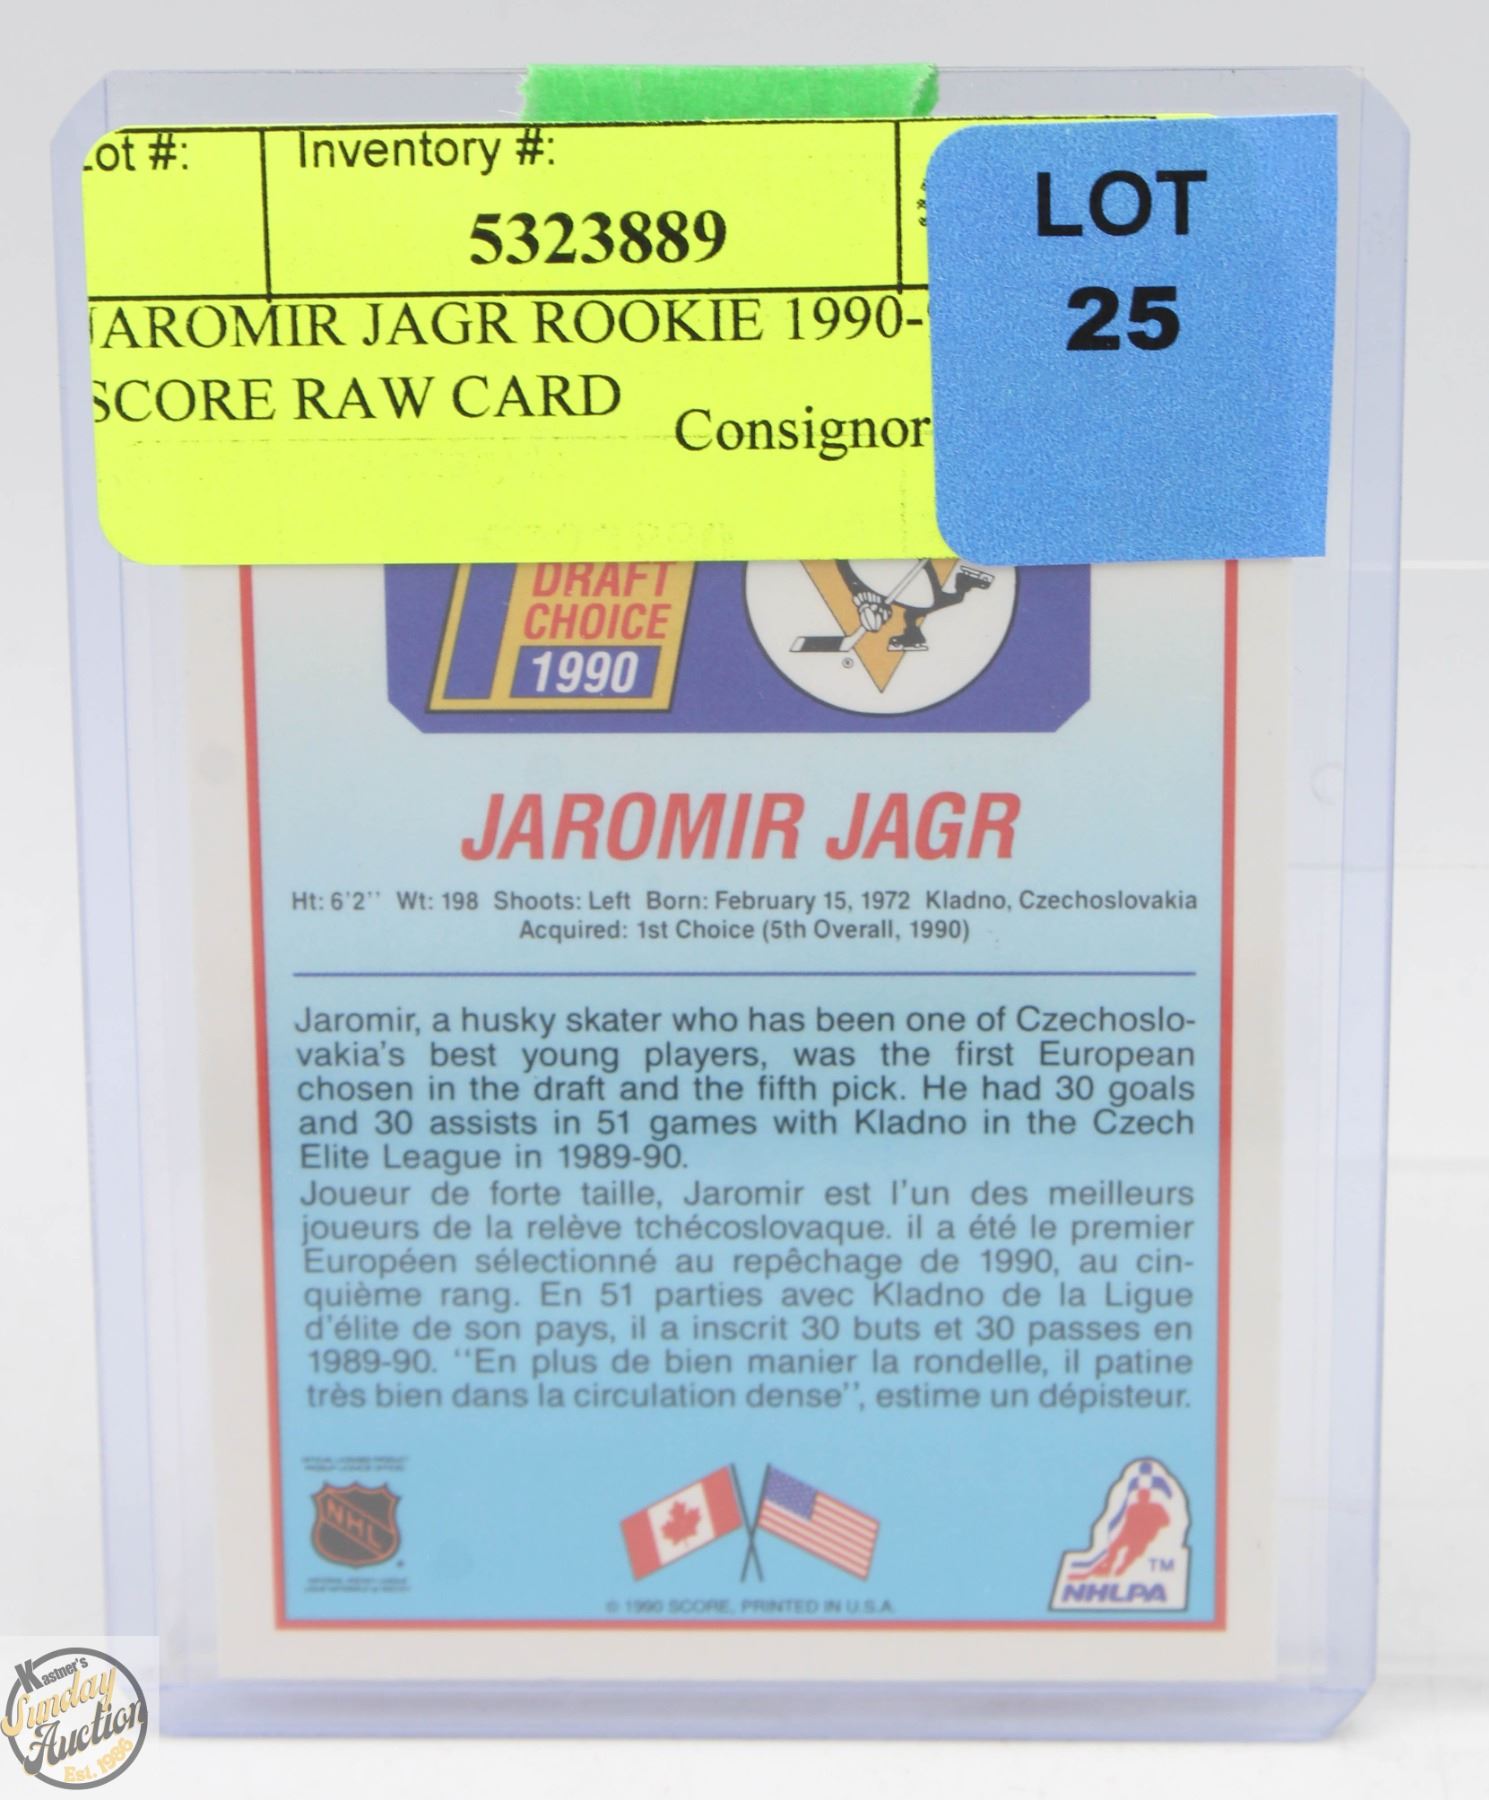 Lot #:
Inventory #:
5323889
JAROMIR JAGR ROOKIE 1990-
SCORE RAW CARD
Consignor
LOT
25
DRAFT
CHOICE
1990
®
JAROMIR JAGR
Ht: 6'2'' Wt: 198 Shoots: Left Born: February 15, 1972 Kladno, Czechoslovakia
Acquired: 1st Choice (5th Overall, 1990)
Jaromir, a husky skater who has been one of Czechoslo-
vakia's best young players, was the first European
chosen in the draft and the fifth pick. He had 30 goals
and 30 assists in 51 games with Kladno in the Czech
Elite League in 1989-90.
Joueur de forte taille, Jaromir est l'un des meilleurs
joueurs de la relève tchécoslovaque. il a été le premier
Européen sélectionné au repêchage de 1990, au cin-
quième rang. En 51 parties avec Kladno de la Ligue
d'élite de son pays, il a inscrit 30 buts et 30 passes en
1989-90. ''En plus de bien manier la rondelle, il patine
très bien dans la circulation dense'', estime un dépisteur.
NHL
TM
NHLPA
© 1990 SCORE, PRINTED IN U.S.A.
Kastner's
Sunday
Auction
Est. 1986